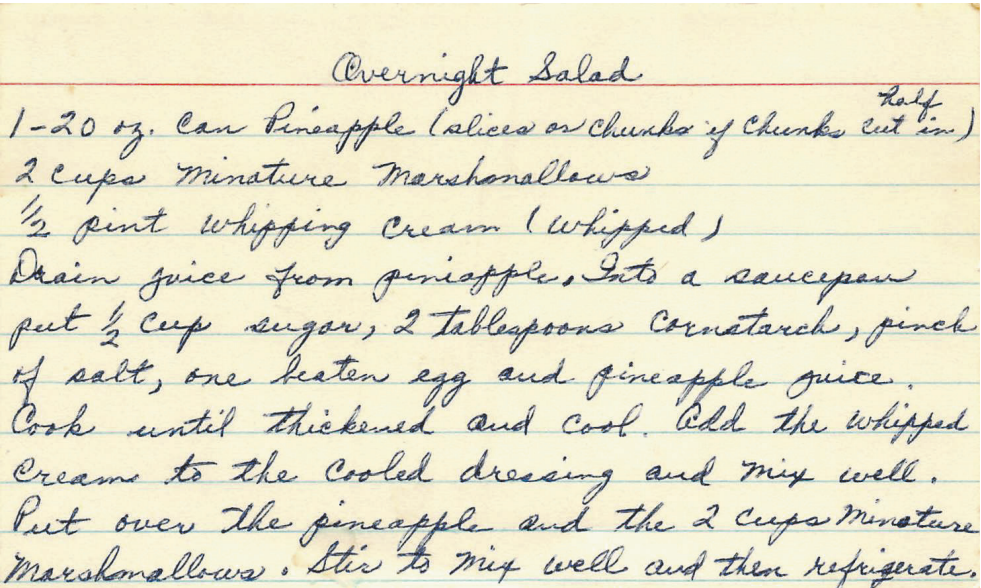 Overnight Salad
half
1-20 oz. can Pineapple (slices or chunks if chunks cut in)
2 cups minature marshmallows
1/2 pint whipping cream (whipped)
Drain juice from pineapple. Into a saucepan
put 1/2 cup sugar, 2 tablespoons cornstarch, pinch
of salt, one beaten egg and pineapple juice.
Cook until thickened and cool. Add the whipped
cream to the cooled dressing and mix well.
Put over the pineapple and the 2 cups minature
marshmallows. Stir to mix well and then refrigerate.